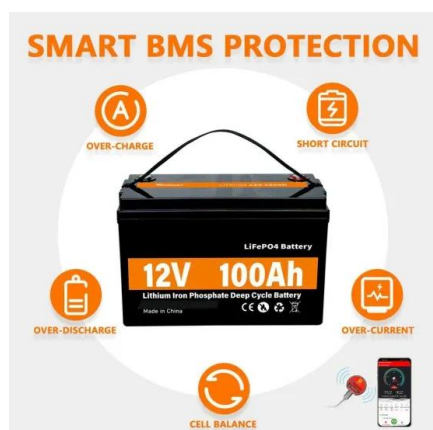 SMART BMS PROTECTION
A
OVER-CHARGE
SHORT CIRCUIT
LiFePO4 Battery
12V 100Ah
Lithium Iron Phosphate Deep Cycle Battery
Made in China
CE
OVER-DISCHARGE
OVER-CURRENT
CELL BALANCE